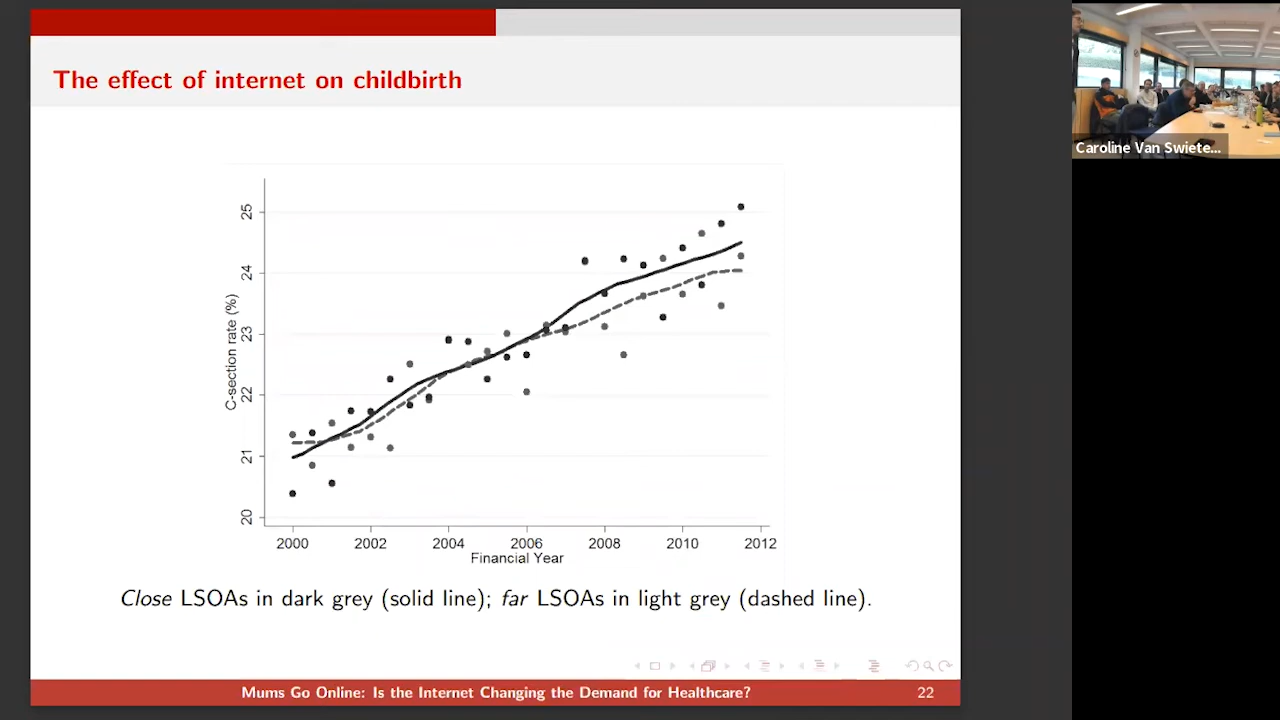 The effect of internet on childbirth
Caroline Van Swiete...
C-section rate (%)
25
24
23
22
21
20
2000 2002 2004 2006 2008 2010 2012
Financial Year
Close LSOAs in dark grey (solid line); far LSOAs in light grey (dashed line).
Mums Go Online: Is the Internet Changing the Demand for Healthcare?
22